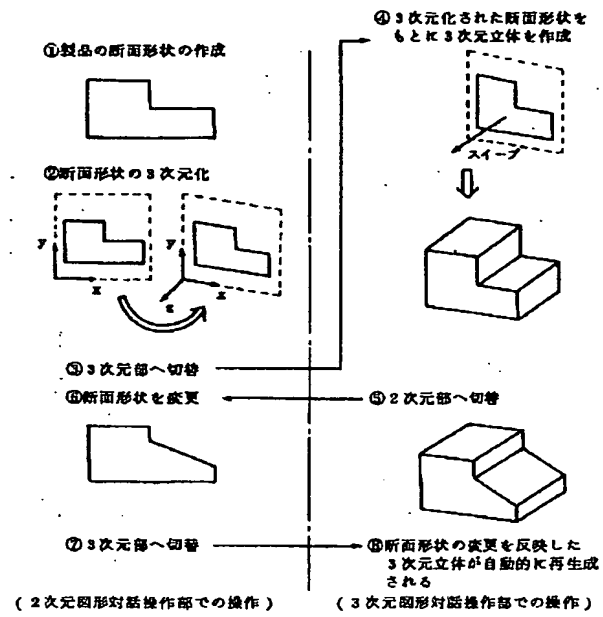 ①製品の断面形状の作成
②断面形状の3次元化
y
x
y
x
z
③3次元部へ切替
④3次元化された断面形状を
もとに3次元立体を作成
スイープ
⑤2次元部へ切替
⑥断面形状を変更
⑦3次元部へ切替
⑧断面形状の変更を反映した
3次元立体が自動的に再生成
される
(2次元図形対話操作部での操作)
(3次元図形対話操作部での操作)